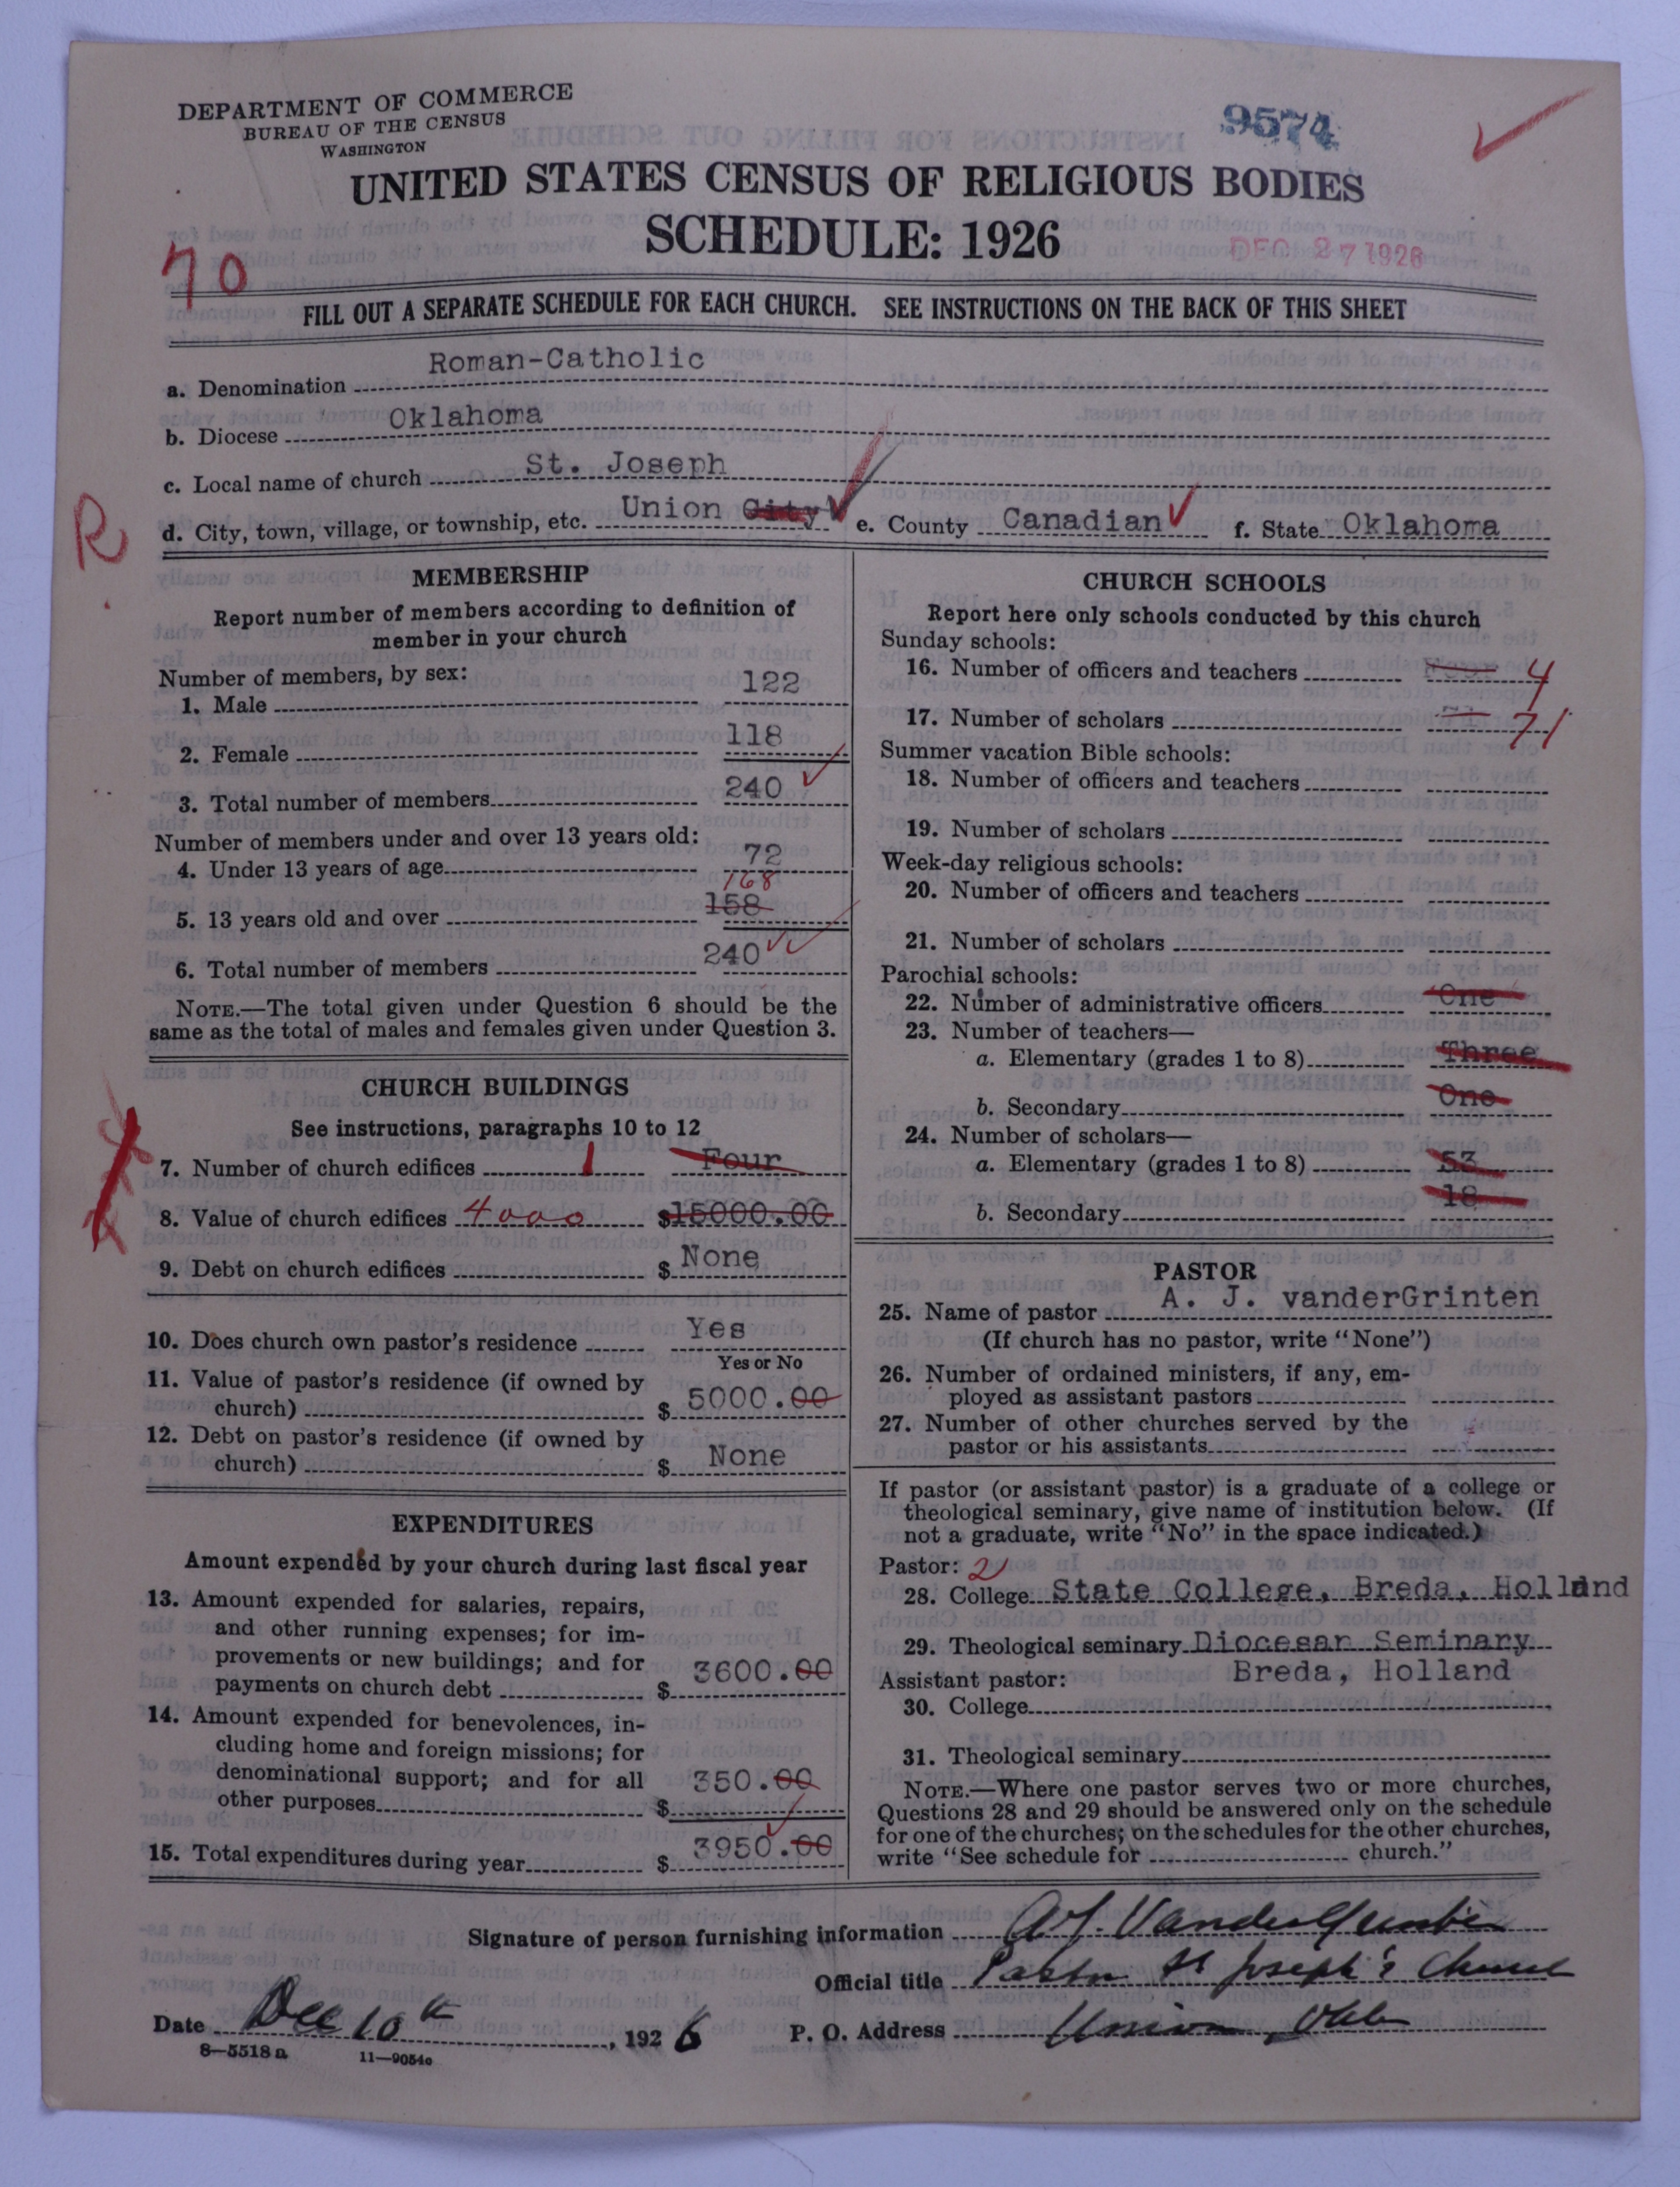 DEPARTMENT OF COMMERCE
BUREAU OF THE CENSUS
WASHINGTON
9574
UNITED STATES CENSUS OF RELIGIOUS BODIES
SCHEDULE: 1926
DEC 27 1926
70
FILL OUT A SEPARATE SCHEDULE FOR EACH CHURCH. SEE INSTRUCTIONS ON THE BACK OF THIS SHEET
a. Denomination Roman-Catholic
b. Diocese Oklahoma
c. Local name of church St. Joseph
d. City, town, village, or township, etc. Union City e. County Canadian f. State Oklahoma
R
MEMBERSHIP
Report number of members according to definition of
member in your church
Number of members, by sex:
1. Male 122
2. Female 118
3. Total number of members 240
Number of members under and over 13 years old:
4. Under 13 years of age 72
168
5. 13 years old and over 158
6. Total number of members 240
NOTE.—The total given under Question 6 should be the
same as the total of males and females given under Question 3.
CHURCH BUILDINGS
See instructions, paragraphs 10 to 12
7. Number of church edifices 1 Four
8. Value of church edifices 4000 $15000.00
9. Debt on church edifices $ None
10. Does church own pastor's residence Yes
Yes or No
11. Value of pastor's residence (if owned by
church) $ 5000.00
12. Debt on pastor's residence (if owned by
church) $ None
EXPENDITURES
Amount expended by your church during last fiscal year
13. Amount expended for salaries, repairs,
and other running expenses; for im-
provements or new buildings; and for
payments on church debt $ 3600.00
14. Amount expended for benevolences, in-
cluding home and foreign missions; for
denominational support; and for all
other purposes $ 350.00
15. Total expenditures during year $ 3950.00
CHURCH SCHOOLS
Report here only schools conducted by this church
Sunday schools:
16. Number of officers and teachers Four 4
17. Number of scholars 71
Summer vacation Bible schools:
18. Number of officers and teachers
19. Number of scholars
Week-day religious schools:
20. Number of officers and teachers
21. Number of scholars
Parochial schools:
22. Number of administrative officers One
23. Number of teachers—
a. Elementary (grades 1 to 8) Three
b. Secondary One
24. Number of scholars—
a. Elementary (grades 1 to 8) 53
b. Secondary 18
PASTOR
25. Name of pastor A. J. vanderGrinten
(If church has no pastor, write "None")
26. Number of ordained ministers, if any, em-
ployed as assistant pastors
27. Number of other churches served by the
pastor or his assistants
If pastor (or assistant pastor) is a graduate of a college or
theological seminary, give name of institution below. (If
not a graduate, write "No" in the space indicated.)
Pastor: 2
28. College State College, Breda, Holland
29. Theological seminary Diocesan Seminary
Assistant pastor: Breda, Holland
30. College
31. Theological seminary
NOTE.—Where one pastor serves two or more churches,
Questions 28 and 29 should be answered only on the schedule
for one of the churches; on the schedules for the other churches,
write "See schedule for church."
Signature of person furnishing information A J. VanderGrinten
Official title Pastor St Joseph's Church
Date Dec 10th, 1926 P. O. Address Union, Okla
8—5518a 11—9054a